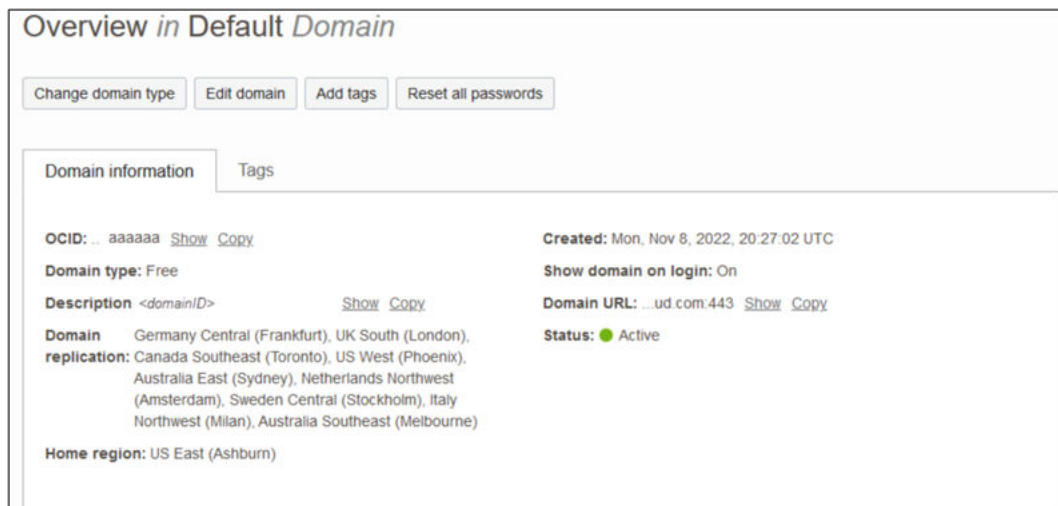 Overview in Default Domain
Change domain type Edit domain Add tags Reset all passwords
Domain information Tags
OCID: .. aaaaaa Show Copy
Domain type: Free
Description <domainID> Show Copy
Domain replication: Germany Central (Frankfurt), UK South (London),
Canada Southeast (Toronto), US West (Phoenix),
Australia East (Sydney), Netherlands Northwest
(Amsterdam), Sweden Central (Stockholm), Italy
Northwest (Milan), Australia Southeast (Melbourne)
Home region: US East (Ashburn)
Created: Mon, Nov 8, 2022, 20:27:02 UTC
Show domain on login: On
Domain URL: ...ud.com:443 Show Copy
Status: Active